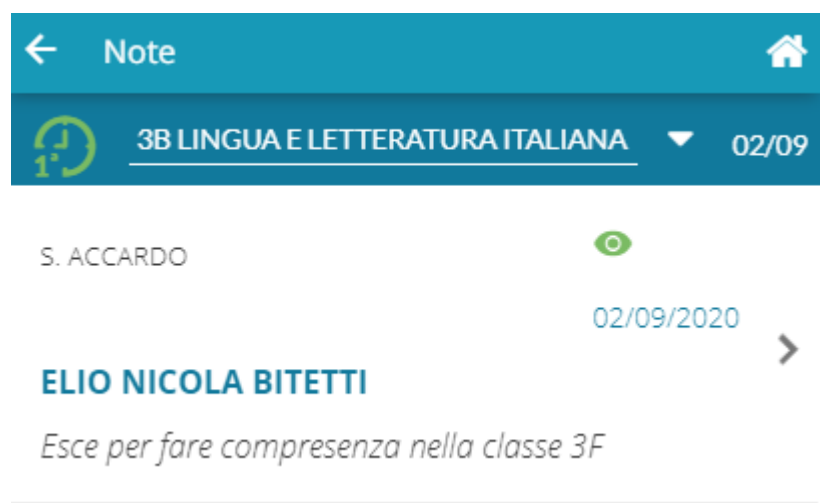 Note
3B LINGUA E LETTERATURA ITALIANA
02/09
1ª
S. ACCARDO
02/09/2020
ELIO NICOLA BITETTI
Esce per fare compresenza nella classe 3F